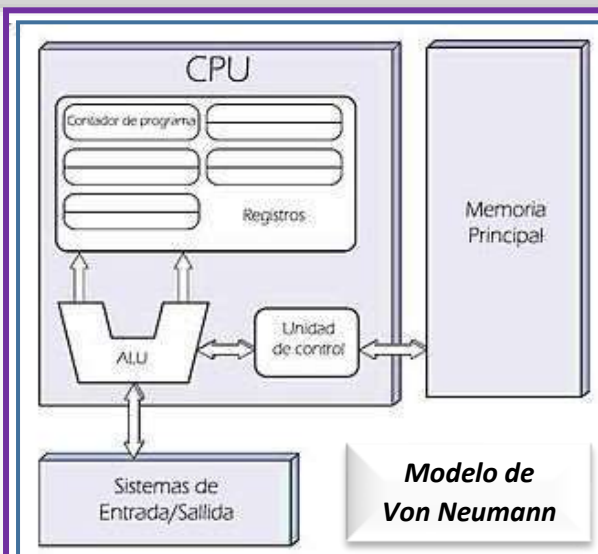 CPU
Contador de programa
Registros
Memoria
Principal
ALU
Unidad
de control
Sistemas de
Entrada/Sallida
Modelo de
Von Neumann